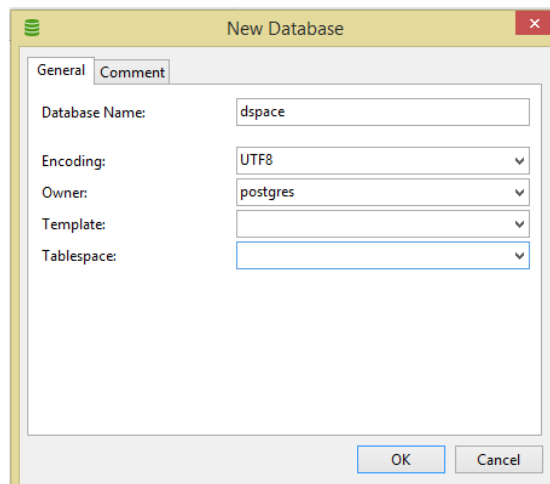 New Database
General Comment
Database Name: dspace
Encoding: UTF8
Owner: postgres
Template:
Tablespace:
OK Cancel